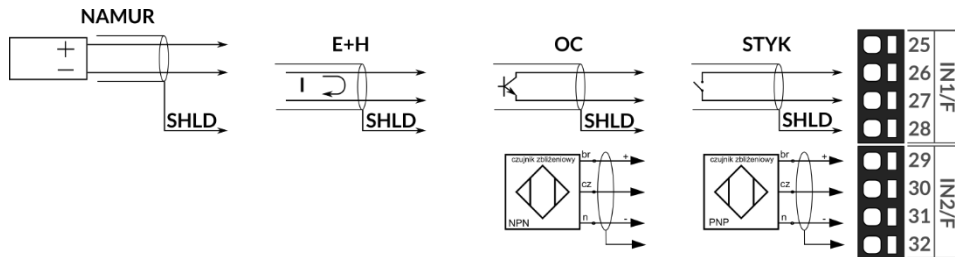 NAMUR
+
−
SHLD
E+H
I
SHLD
OC
SHLD
STYK
SHLD
czujnik zbliżeniowy
br +
cz
n -
NPN
czujnik zbliżeniowy
br +
cz
n -
PNP
25
26
27
28
IN1/F
29
30
31
32
IN2/F